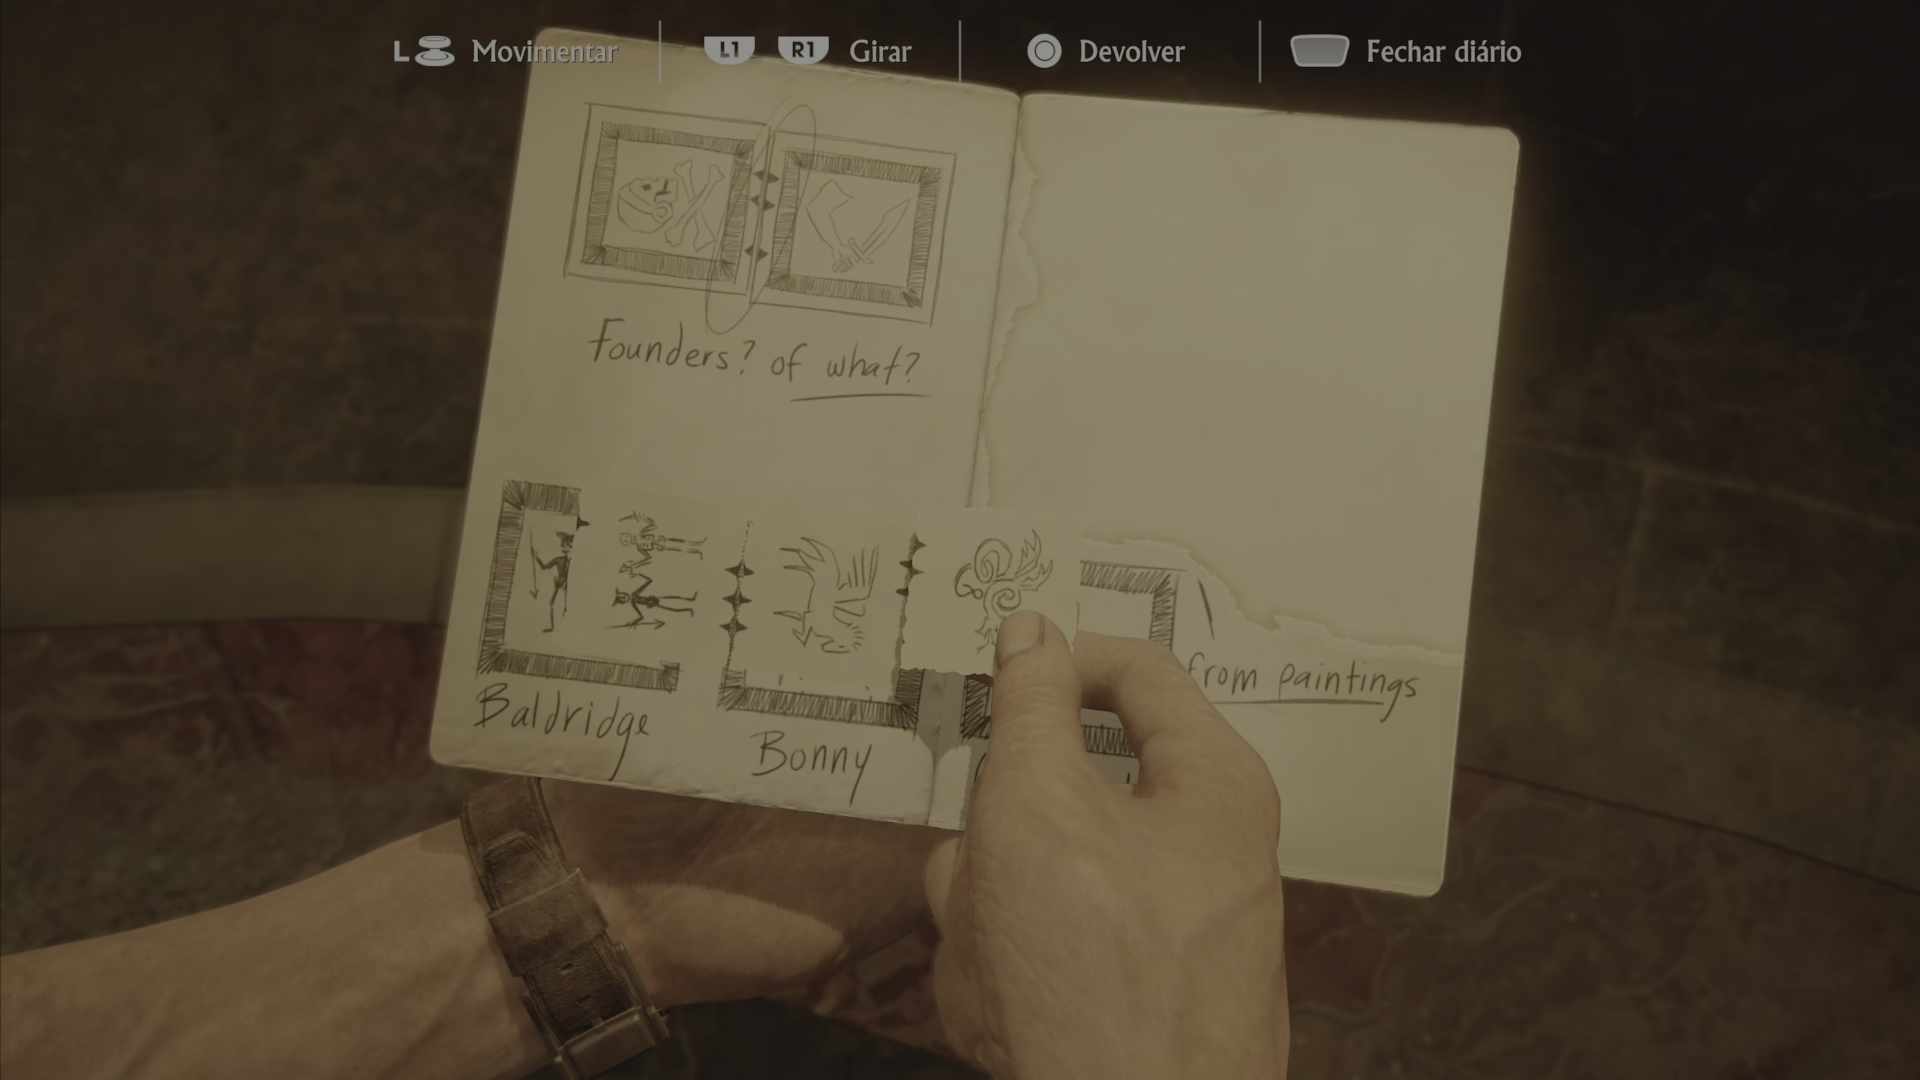 L Movimentar L1 R1 Girar Devolver Fechar diário
Founders? of what?
from paintings
Baldridge
Bonny